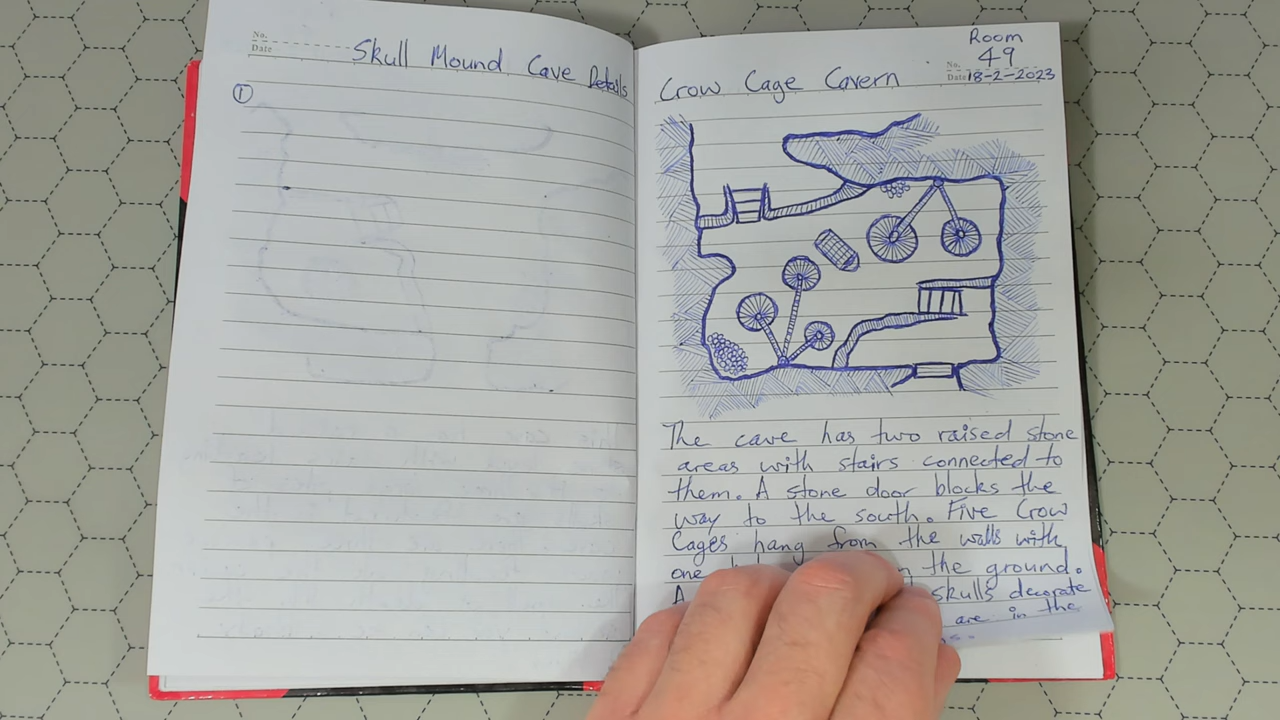 No.
Date
Skull Mound Cave Details
①
Room
No. 49
Date 18-2-2023
Crow Cage Cavern
The cave has two raised stone
areas with stairs connected to
them. A stone door blocks the
way to the south. Five Crow
Cages hang from the walls with
one the ground.
A skulls decorate
are in the